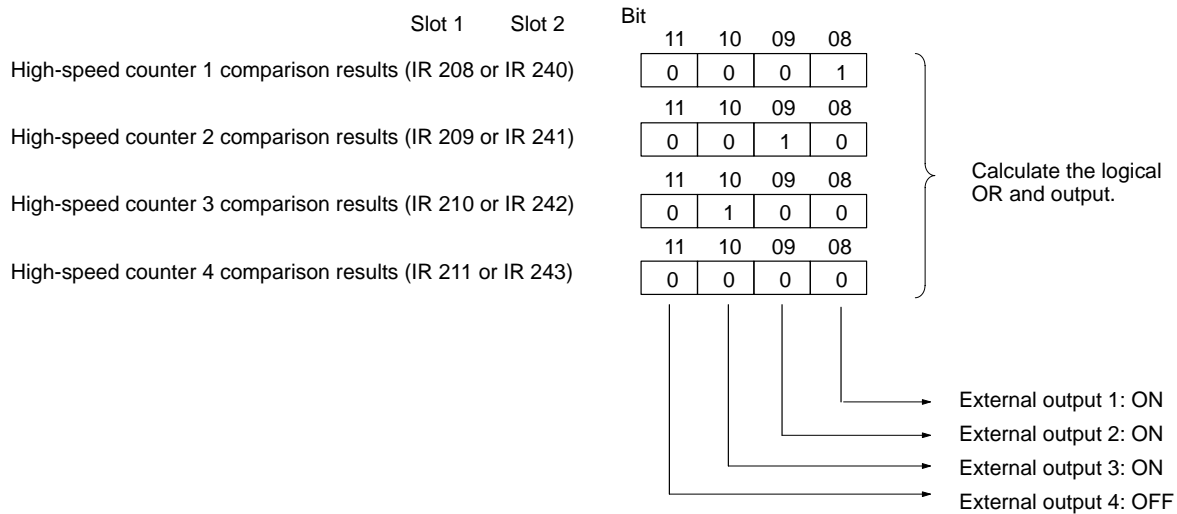 Slot 1 Slot 2 Bit
11 10 09 08
High-speed counter 1 comparison results (IR 208 or IR 240) 0 0 0 1
11 10 09 08
High-speed counter 2 comparison results (IR 209 or IR 241) 0 0 1 0
11 10 09 08
High-speed counter 3 comparison results (IR 210 or IR 242) 0 1 0 0
11 10 09 08
High-speed counter 4 comparison results (IR 211 or IR 243) 0 0 0 0
Calculate the logical
OR and output.
External output 1: ON
External output 2: ON
External output 3: ON
External output 4: OFF